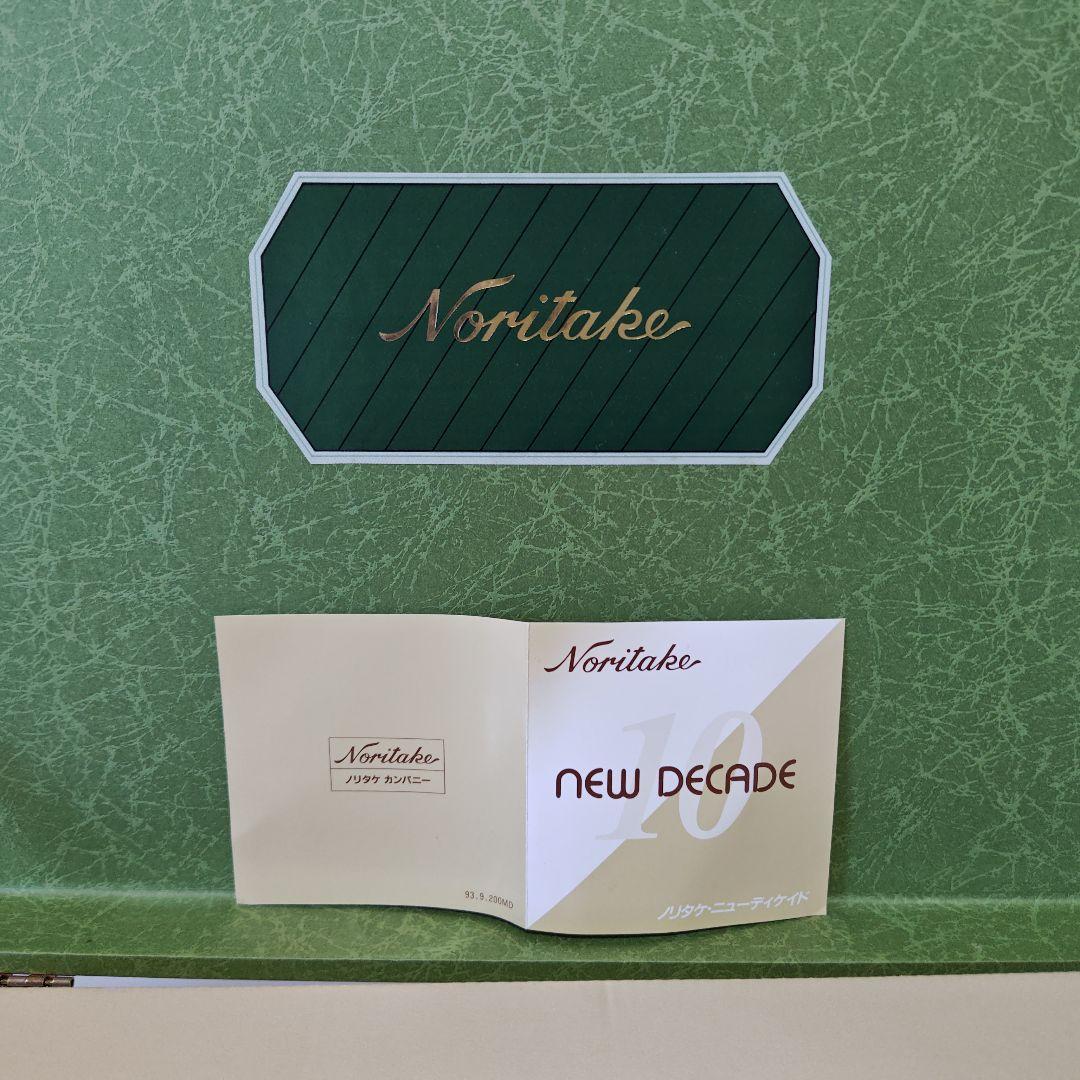 Noritake
Noritake
ノリタケ カンパニー
93.9.200MD
Noritake
10
NEW DECADE
ノリタケ・ニューディケイド